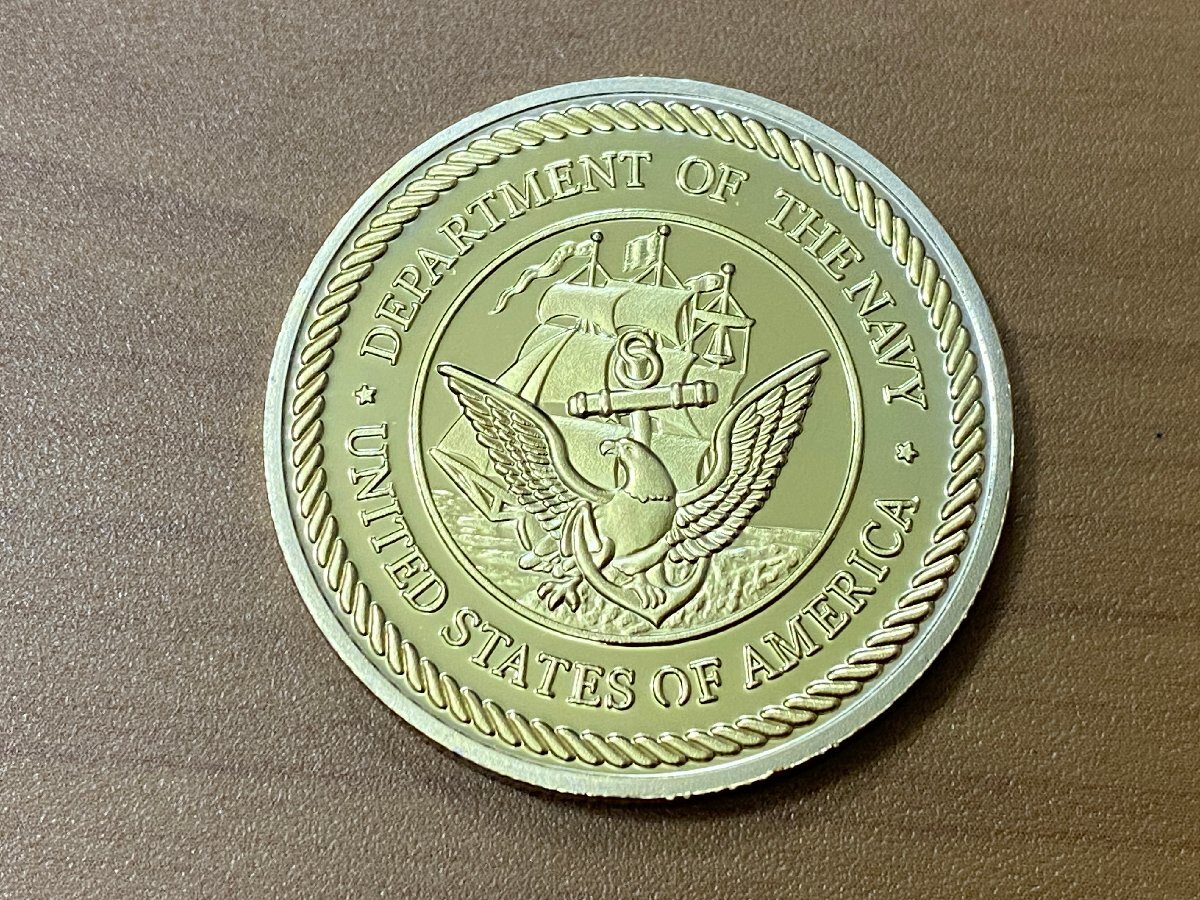 DEPARTMENT OF THE NAVY
UNITED STATES OF AMERICA